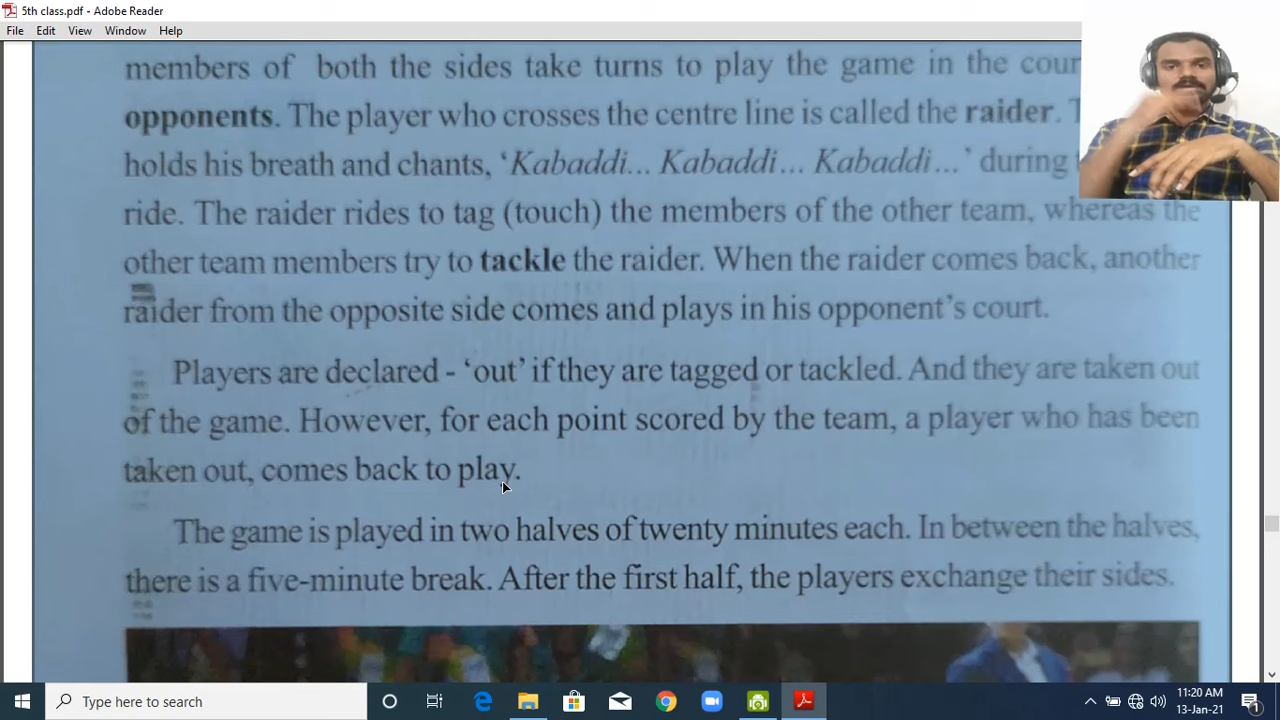 5th class.pdf - Adobe Reader
File Edit View Window Help
members of both the sides take turns to play the game in the
opponents. The player who crosses the centre line is called the raider.
holds his breath and chants, ‘Kabaddi... Kabaddi... Kabaddi...’ during
ride. The raider rides to tag (touch) the members of the other team, whereas the
other team members try to tackle the raider. When the raider comes back, another
raider from the opposite side comes and plays in his opponent’s court.
Players are declared - ‘out’ if they are tagged or tackled. And they are taken out
of the game. However, for each point scored by the team, a player who has been
taken out, comes back to play.
The game is played in two halves of twenty minutes each. In between the halves,
there is a five-minute break. After the first half, the players exchange their sides.
Type here to search
11:20 AM
13-Jan-21
1